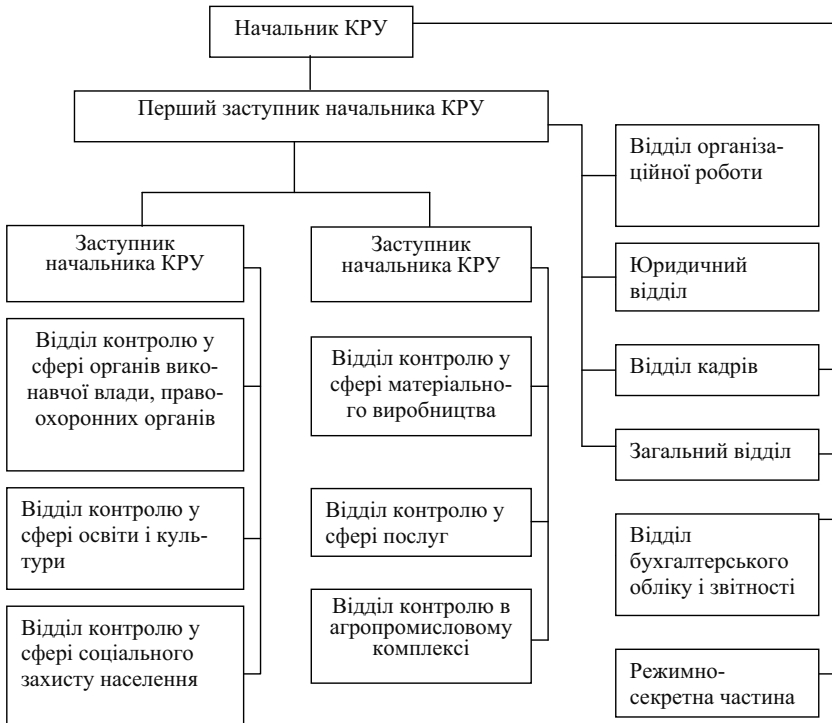 Начальник КРУ
Перший заступник начальника КРУ
Заступник
начальника КРУ
Відділ контролю у
сфері органів вико-
навчої влади, право-
охоронних органів
Відділ контролю у
сфері освіти і куль-
тури
Відділ контролю у
сфері соціального
захисту населення
Заступник
начальника КРУ
Відділ контролю у
сфері матеріально-
го виробництва
Відділ контролю у
сфері послуг
Відділ контролю в
агропромисловому
комплексі
Відділ організа-
ційної роботи
Юридичний
відділ
Відділ кадрів
Загальний відділ
Відділ
бухгалтерського
обліку і звітності
Режимно-
секретна частина